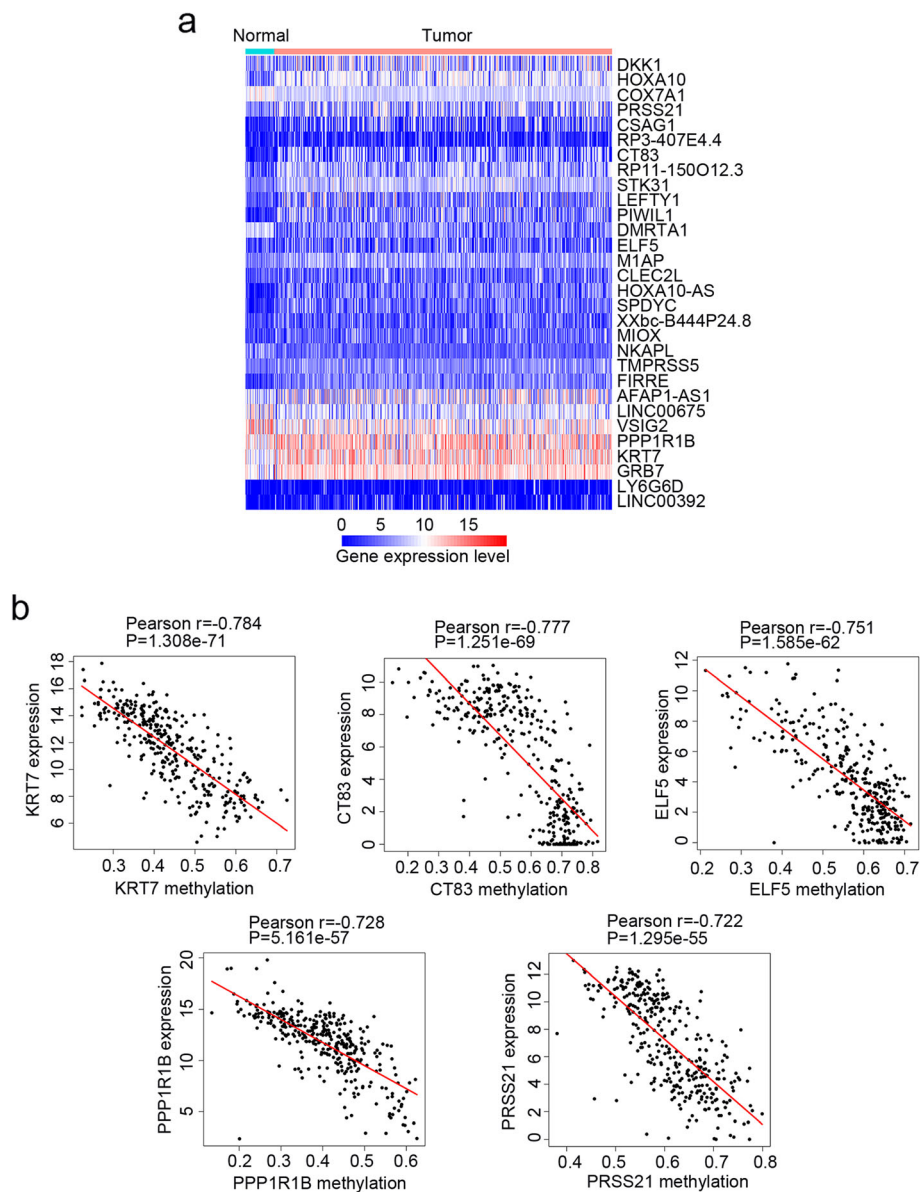 a
Normal Tumor
DKK1
HOXA10
COX7A1
PRSS21
CSAG1
RP3-407E4.4
CT83
RP11-150O12.3
STK31
LEFTY1
PIWIL1
DMRTA1
ELF5
M1AP
CLEC2L
HOXA10-AS
SPDYC
XXbc-B444P24.8
MIOX
NKAPL
TMPRSS5
FIRRE
AFAP1-AS1
LINC00675
VSIG2
PPP1R1B
KRT7
GRB7
LY6G6D
LINC00392
0 5 10 15
Gene expression level
b
Pearson r=-0.784
P=1.308e-71
KRT7 expression
18
16
14
12
10
8
6
0.3 0.4 0.5 0.6 0.7
KRT7 methylation
Pearson r=-0.777
P=1.251e-69
CT83 expression
10
8
6
4
2
0
0.2 0.3 0.4 0.5 0.6 0.7 0.8
CT83 methylation
Pearson r=-0.751
P=1.585e-62
ELF5 expression
12
10
8
6
4
2
0
0.2 0.3 0.4 0.5 0.6 0.7
ELF5 methylation
Pearson r=-0.728
P=5.161e-57
PPP1R1B expression
20
15
10
5
0.2 0.3 0.4 0.5 0.6
PPP1R1B methylation
Pearson r=-0.722
P=1.295e-55
PRSS21 expression
12
10
8
6
4
2
0
0.4 0.5 0.6 0.7 0.8
PRSS21 methylation